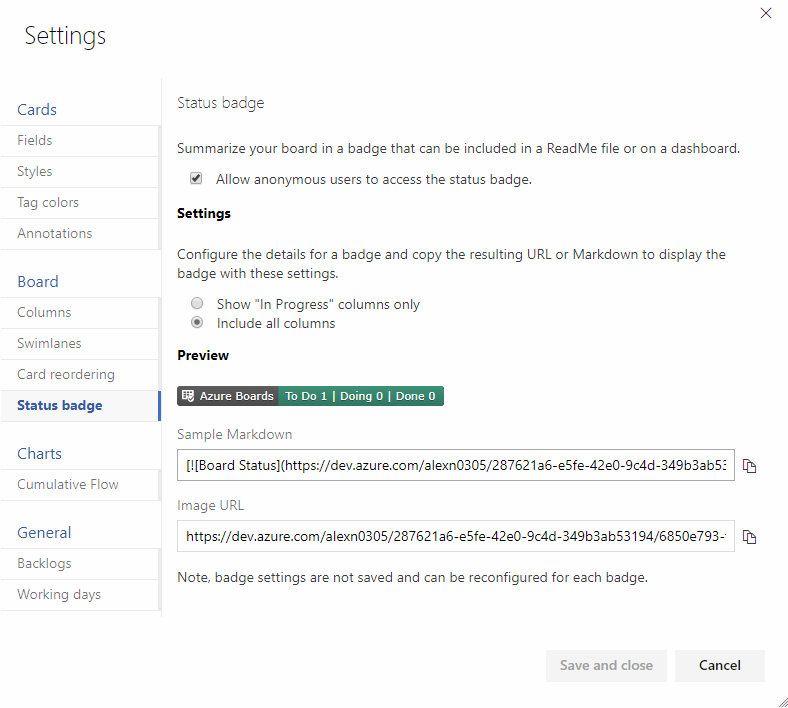 Settings
Cards
Fields
Styles
Tag colors
Annotations
Board
Columns
Swimlanes
Card reordering
Status badge
Charts
Cumulative Flow
General
Backlogs
Working days
Status badge
Summarize your board in a badge that can be included in a ReadMe file or on a dashboard.
Allow anonymous users to access the status badge.
Settings
Configure the details for a badge and copy the resulting URL or Markdown to display the
badge with these settings.
Show "In Progress" columns only
Include all columns
Preview
Azure Boards To Do 1 | Doing 0 | Done 0
Sample Markdown
[![Board Status](https://dev.azure.com/alexn0305/287621a6-e5fe-42e0-9c4d-349b3ab53
Image URL
https://dev.azure.com/alexn0305/287621a6-e5fe-42e0-9c4d-349b3ab53194/6850e793-
Note, badge settings are not saved and can be reconfigured for each badge.
Save and close
Cancel